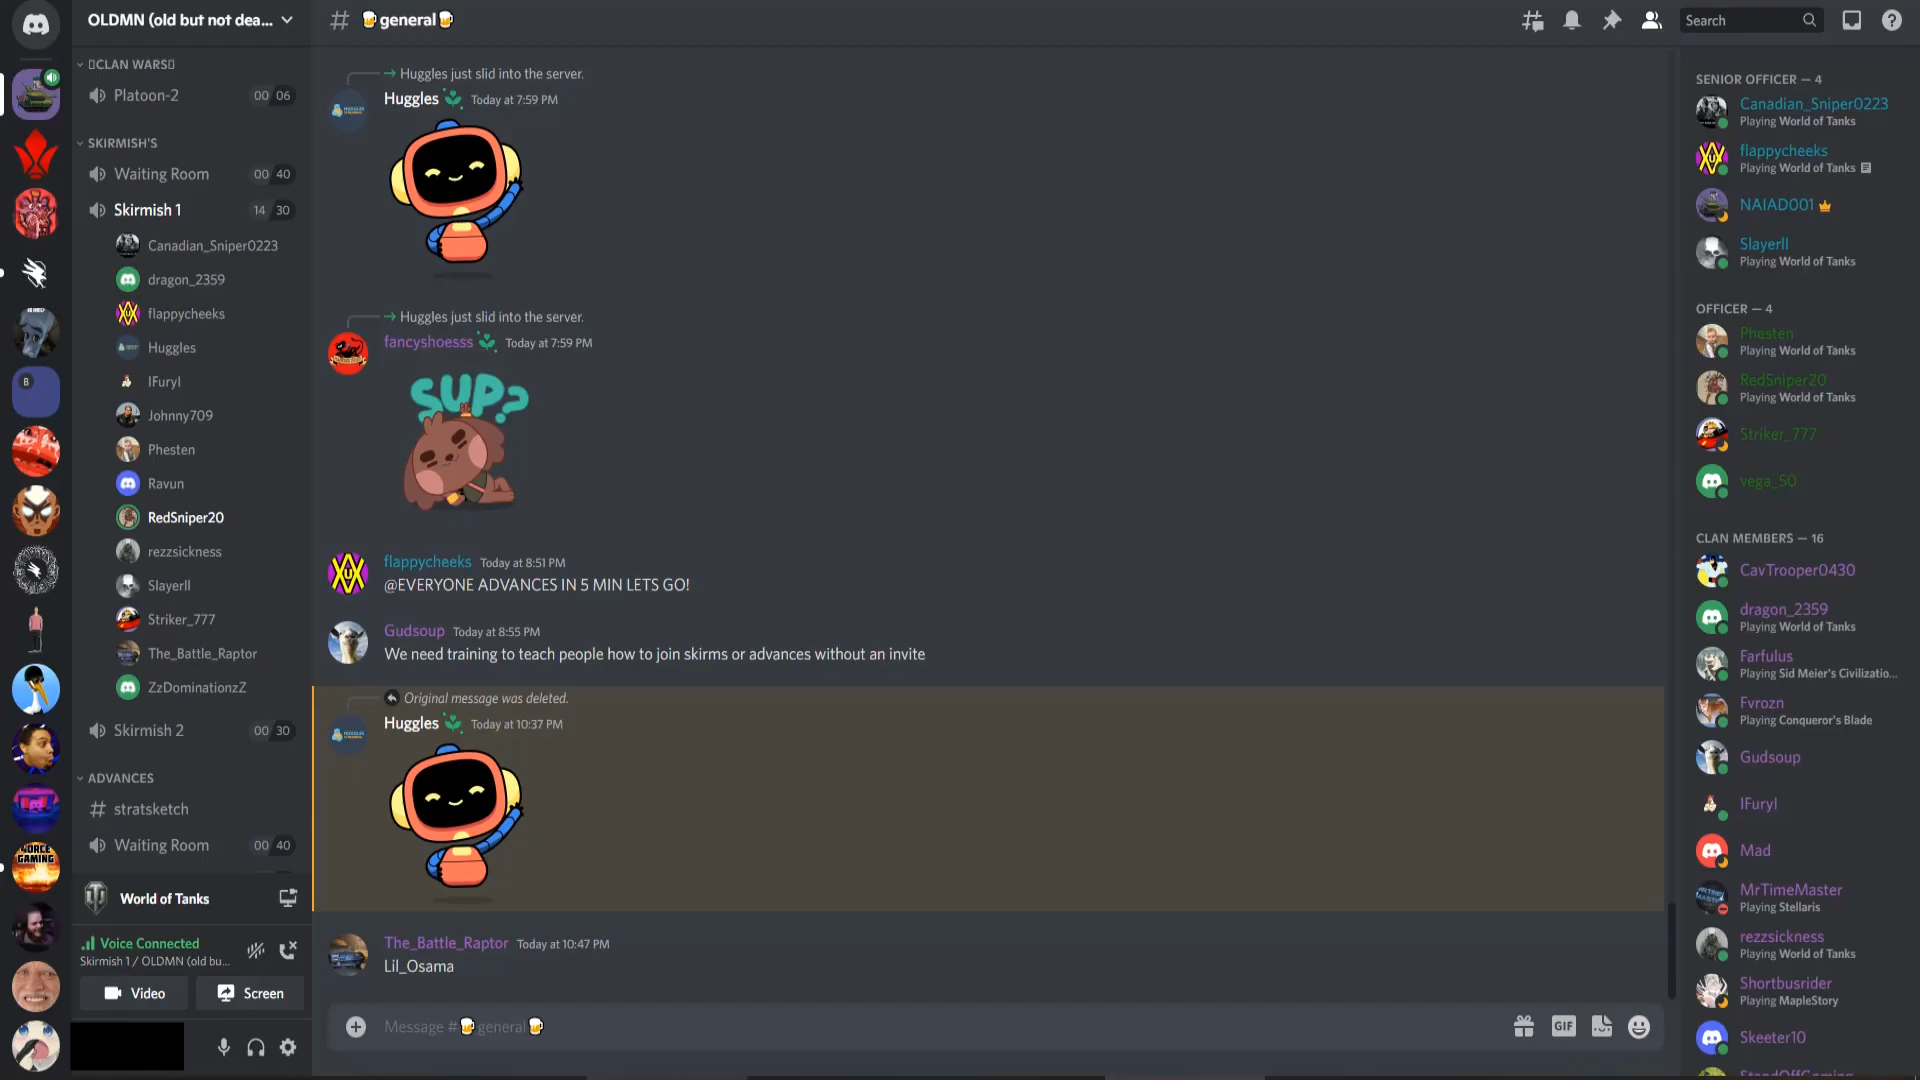 OLDMN (old but not dea...
CLAN WARS
Platoon-2
00 06
SKIRMISH'S
Waiting Room
00 40
Skirmish 1
14 30
Canadian_Sniper0223
dragon_2359
flappycheeks
Huggles
IFuryI
Johnny709
Phesten
Ravun
RedSniper20
rezzsickness
Slayerll
Striker_777
The_Battle_Raptor
ZzDominationzZ
Skirmish 2
00 30
ADVANCES
stratsketch
Waiting Room
00 40
World of Tanks
Voice Connected
Skirmish 1 / OLDMN (old bu...
Video
Screen
B
FORCE
GAMING
# 🍺general🍺
Search
Huggles just slid into the server.
Huggles Today at 7:59 PM
Huggles just slid into the server.
fancyshoesss Today at 7:59 PM
SUP?
flappycheeks Today at 8:51 PM
@EVERYONE ADVANCES IN 5 MIN LETS GO!
Gudsoup Today at 8:55 PM
We need training to teach people how to join skirms or advances without an invite
Original message was deleted.
Huggles Today at 10:37 PM
The_Battle_Raptor Today at 10:47 PM
Lil_Osama
Message #🍺general🍺
GIF
SENIOR OFFICER — 4
Canadian_Sniper0223
Playing World of Tanks
flappycheeks
Playing World of Tanks
NAIAD001
Slayerll
Playing World of Tanks
OFFICER — 4
Phesten
Playing World of Tanks
RedSniper20
Playing World of Tanks
Striker_777
vega_50
CLAN MEMBERS — 16
CavTrooper0430
dragon_2359
Playing World of Tanks
Farfulus
Playing Sid Meier's Civilizatio...
Fvrozn
Playing Conqueror's Blade
Gudsoup
IFuryI
Mad
MrTimeMaster
Playing Stellaris
rezzsickness
Playing World of Tanks
Shortbusrider
Playing MapleStory
Skeeter10
StandOffGaming